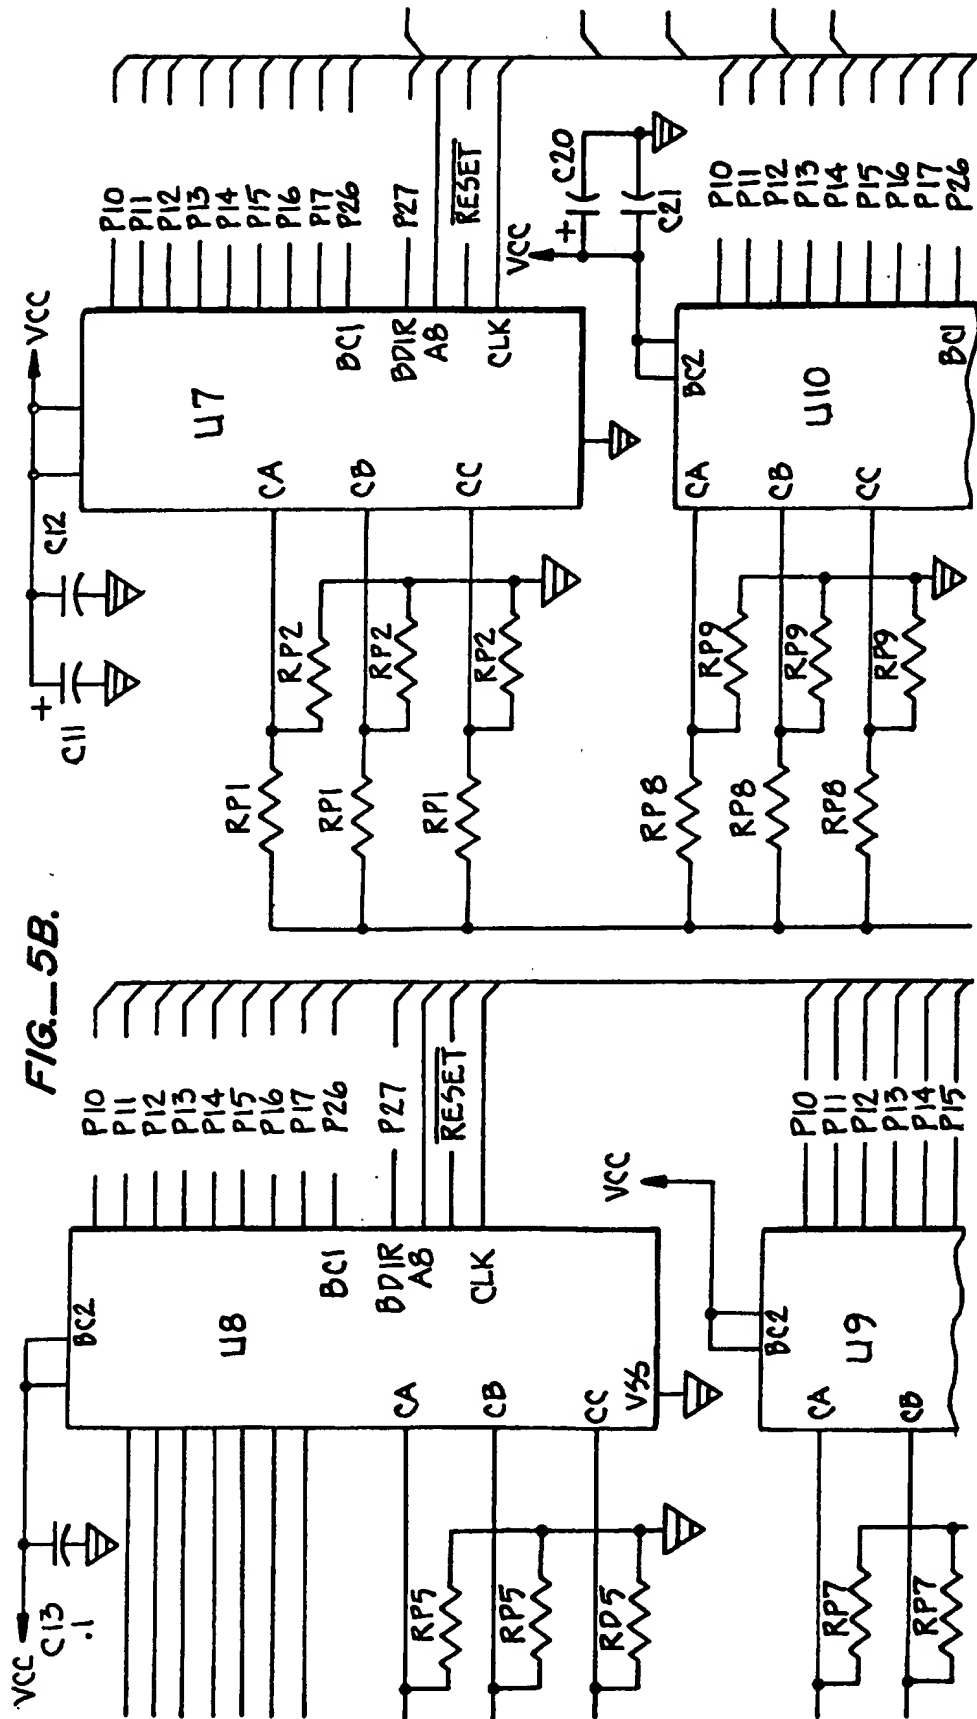 FIG._5B.
VCC
C13
.1
BC2
U8
BC1
BDIR
A8
CLK
CA
CB
CC
VSS
P10
P11
P12
P13
P14
P15
P16
P17
P26
P27
RESET
RP5
RP5
RD5
VCC
BC2
U9
CA
CB
P10
P11
P12
P13
P14
P15
RP7
RP7
VCC
+
C11
C12
U7
BC1
BDIR
A8
CLK
CA
CB
CC
P10
P11
P12
P13
P14
P15
P16
P17
P26
P27
RESET
RP1
RP1
RP1
RP2
RP2
RP2
VCC
+
C20
C21
BC2
U10
BC1
CA
CB
CC
P10
P11
P12
P13
P14
P15
P16
P17
P26
RP8
RP8
RP8
RP9
RP9
RP9